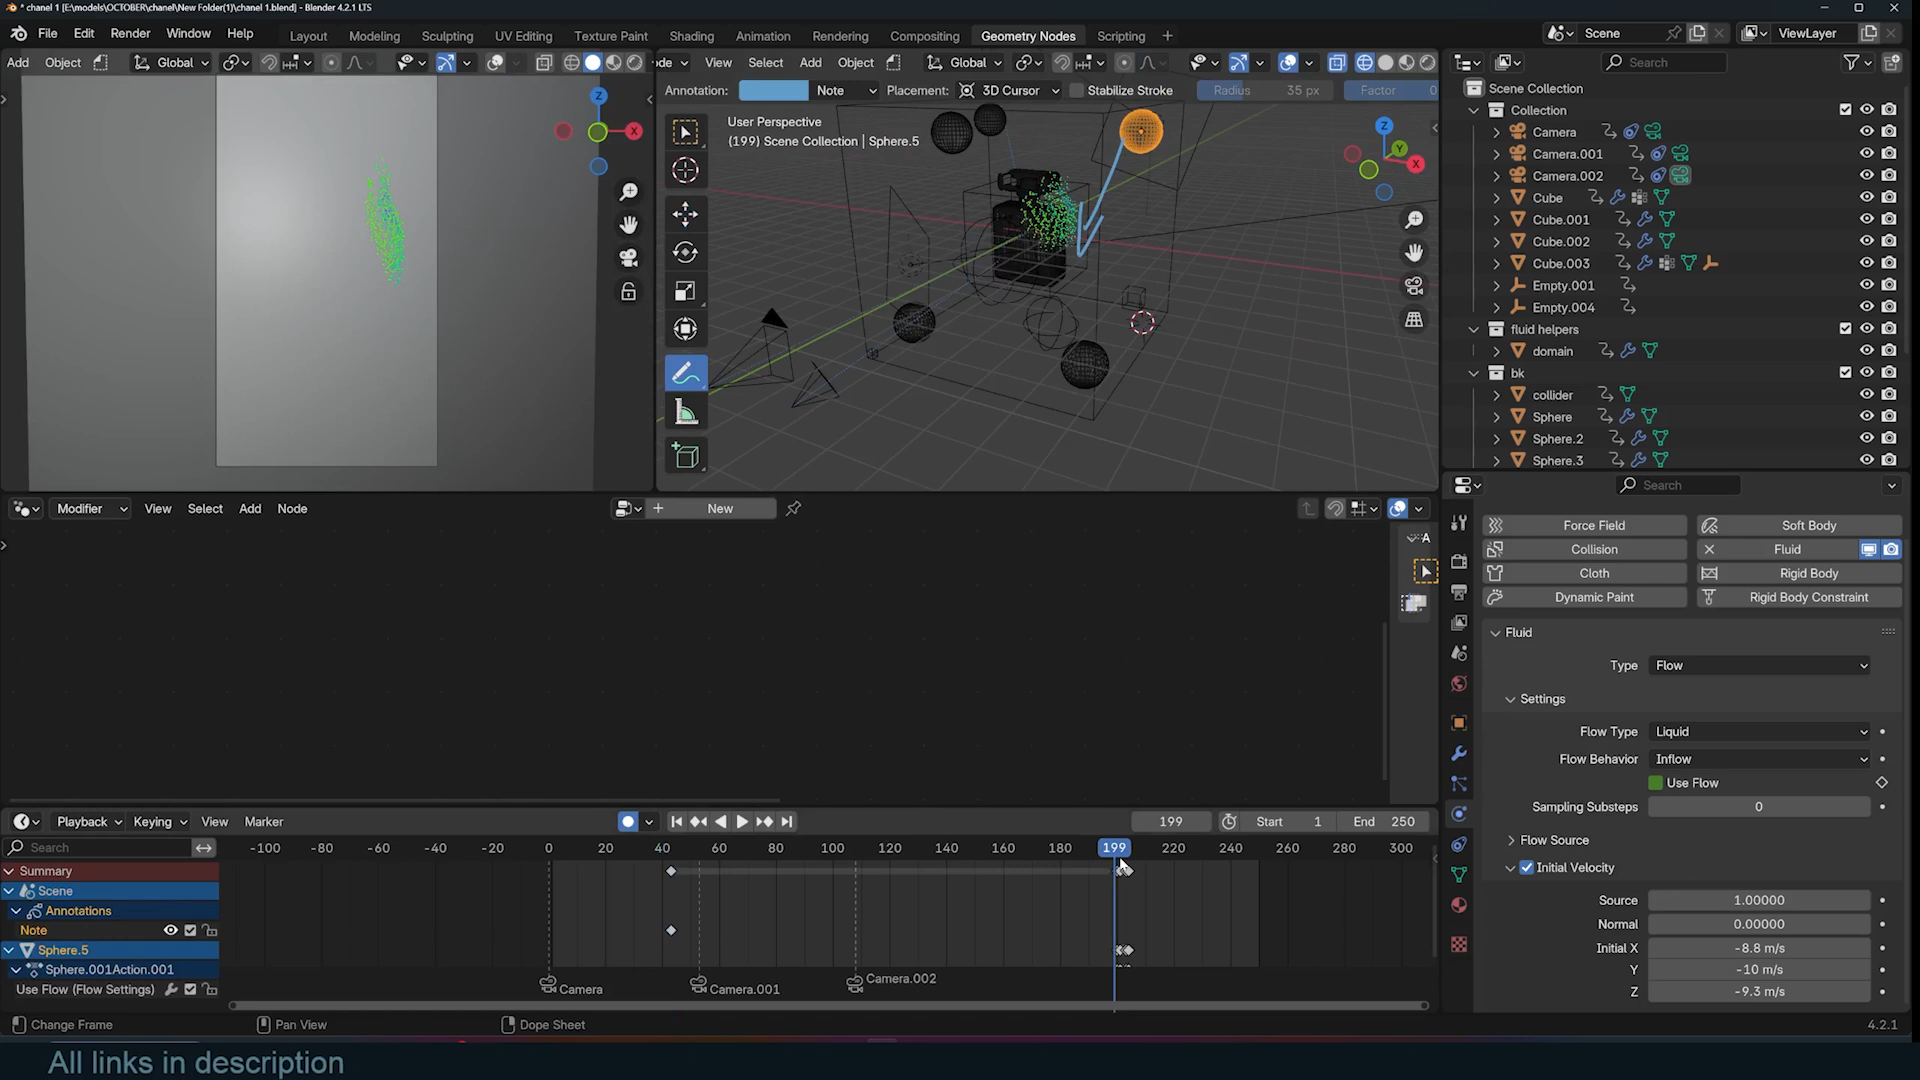 * chanel 1 [E:\models\OCTOBER\chanel\New Folder(1)\chanel 1.blend] - Blender 4.2.1 LTS
File Edit Render Window Help Layout Modeling Sculpting UV Editing Texture Paint Shading Animation Rendering Compositing Geometry Nodes Scripting + Scene ViewLayer
Add Object Global
de View Select Add Object Global
Search
Annotation: Note Placement: 3D Cursor Stabilize Stroke Radius 35 px Factor 0
User Perspective
(199) Scene Collection | Sphere.5
Z
X
Z
Y
X
Scene Collection
Collection
Camera
Camera.001
Camera.002
Cube
Cube.001
Cube.002
Cube.003
Empty.001
Empty.004
fluid helpers
domain
bk
collider
Sphere
Sphere.2
Sphere.3
Modifier View Select Add Node
+ New
A
Search
Force Field Soft Body
Collision Fluid
Cloth Rigid Body
Dynamic Paint Rigid Body Constraint
Fluid
Type Flow
Settings
Flow Type Liquid
Flow Behavior Inflow
Use Flow
Sampling Substeps 0
Flow Source
Initial Velocity
Source 1.00000
Normal 0.00000
Initial X -8.8 m/s
Y -10 m/s
Z -9.3 m/s
Playback Keying View Marker 199 Start 1 End 250
Search
-100 -80 -60 -40 -20 0 20 40 60 80 100 120 140 160 180 199 220 240 260 280 300
Summary
Scene
Annotations
Note
Sphere.5
Sphere.001Action.001
Use Flow (Flow Settings)
Camera Camera.001 Camera.002
Change Frame Pan View Dope Sheet 4.2.1
All links in description